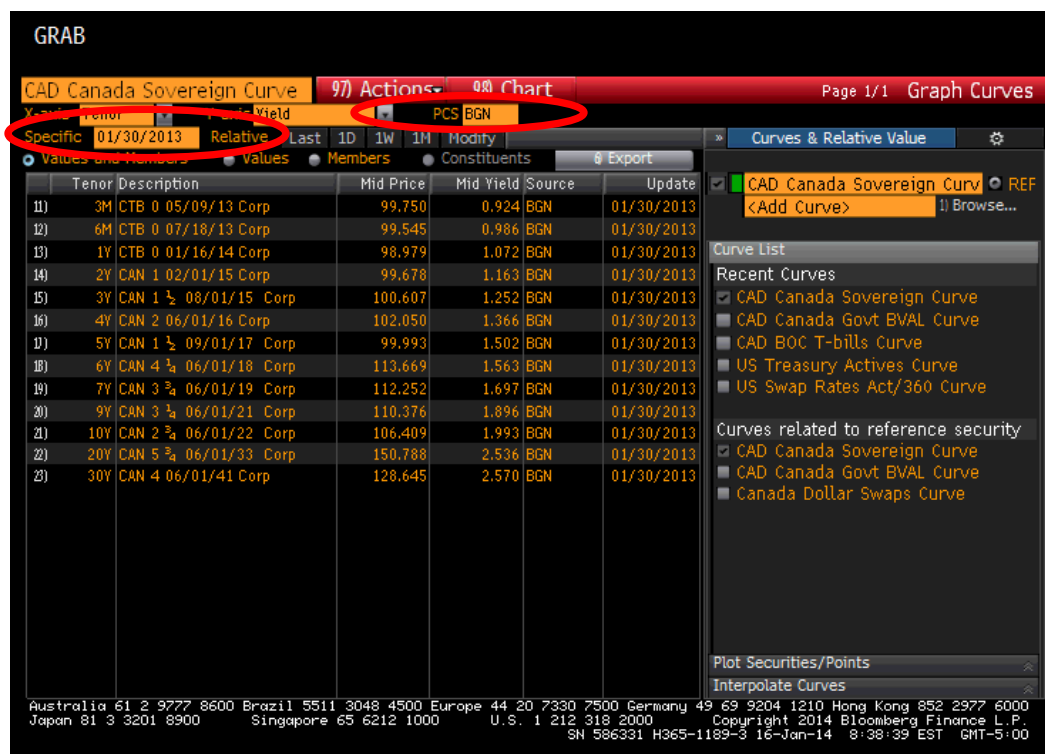 GRAB
CAD Canada Sovereign Curve 97) Actions 98) Chart Page 1/1 Graph Curves
Tenor Yield PCS BGN
Specific 01/30/2013 Relative Last 1D 1W 1M Modify » Curves & Relative Value
Values and Members Values Members Constituents Export
Tenor Description Mid Price Mid Yield Source Update
CAD Canada Sovereign Curv REF
<Add Curve> 1) Browse...
11) 3M CTB 0 05/09/13 Corp 99.750 0.924 BGN 01/30/2013
12) 6M CTB 0 07/18/13 Corp 99.545 0.986 BGN 01/30/2013
13) 1Y CTB 0 01/16/14 Corp 98.979 1.072 BGN 01/30/2013
14) 2Y CAN 1 02/01/15 Corp 99.678 1.163 BGN 01/30/2013
15) 3Y CAN 1 ½ 08/01/15 Corp 100.607 1.252 BGN 01/30/2013
16) 4Y CAN 2 06/01/16 Corp 102.050 1.366 BGN 01/30/2013
17) 5Y CAN 1 ½ 09/01/17 Corp 99.993 1.502 BGN 01/30/2013
18) 6Y CAN 4 ¼ 06/01/18 Corp 113.669 1.563 BGN 01/30/2013
19) 7Y CAN 3 ¾ 06/01/19 Corp 112.252 1.697 BGN 01/30/2013
20) 9Y CAN 3 ¼ 06/01/21 Corp 110.376 1.896 BGN 01/30/2013
21) 10Y CAN 2 ¾ 06/01/22 Corp 106.409 1.993 BGN 01/30/2013
22) 20Y CAN 5 ¾ 06/01/33 Corp 150.788 2.536 BGN 01/30/2013
23) 30Y CAN 4 06/01/41 Corp 128.645 2.570 BGN 01/30/2013
Curve List
Recent Curves
CAD Canada Sovereign Curve
CAD Canada Govt BVAL Curve
CAD BOC T-bills Curve
US Treasury Actives Curve
US Swap Rates Act/360 Curve
Curves related to reference security
CAD Canada Sovereign Curve
CAD Canada Govt BVAL Curve
Canada Dollar Swaps Curve
Plot Securities/Points
Interpolate Curves
Australia 61 2 9777 8600 Brazil 5511 3048 4500 Europe 44 20 7330 7500 Germany 49 69 9204 1210 Hong Kong 852 2977 6000
Japan 81 3 3201 8900 Singapore 65 6212 1000 U.S. 1 212 318 2000 Copyright 2014 Bloomberg Finance L.P.
SN 586331 H365-1189-3 16-Jan-14 8:38:39 EST GMT-5:00